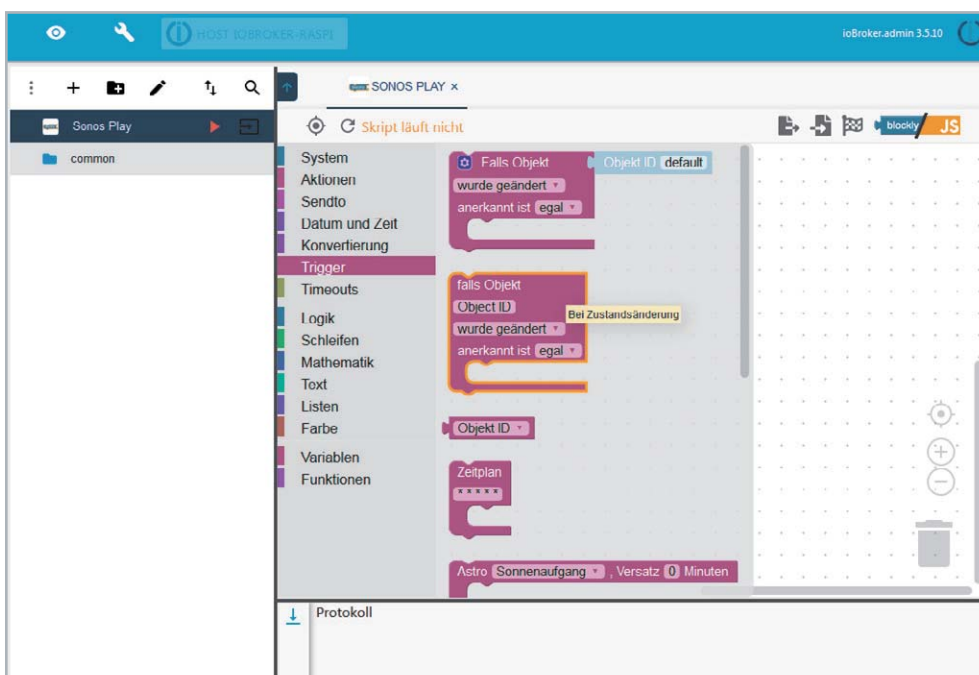 HOST IOBROKER-RASPI
ioBroker.admin 3.5.10
SONOS PLAY ×
Sonos Play
common
Skript läuft nicht
blockly JS
System
Aktionen
Sendto
Datum und Zeit
Konvertierung
Trigger
Timeouts
Logik
Schleifen
Mathematik
Text
Listen
Farbe
Variablen
Funktionen
Falls Objekt
Objekt ID default
wurde geändert
anerkannt ist egal
falls Objekt
Object ID
Bei Zustandsänderung
wurde geändert
anerkannt ist egal
Objekt ID
Zeitplan
* * * * *
Astro Sonnenaufgang , Versatz 0 Minuten
Protokoll